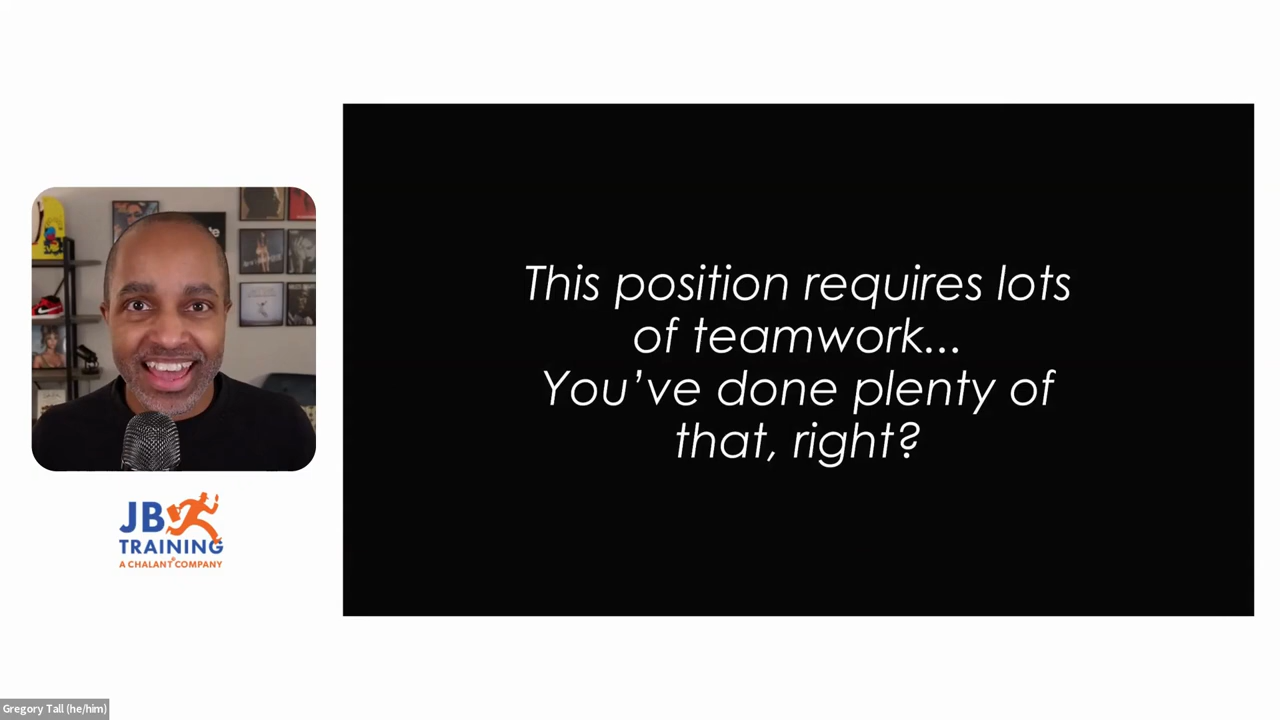 This position requires lots
of teamwork...
You've done plenty of
that, right?
JB
TRAINING
A CHALANT® COMPANY
Gregory Tall (he/him)